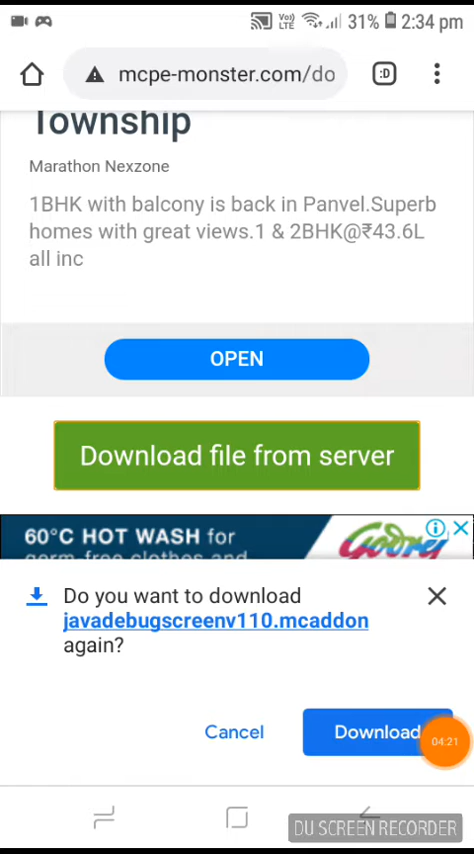 Vo))
LTE
31%
2:34 pm
mcpe-monster.com/do
:D
Township
Marathon Nexzone
1BHK with balcony is back in Panvel.Superb
homes with great views.1 & 2BHK@₹43.6L
all inc
OPEN
Download file from server
60°C HOT WASH for
germ-free clothes and
Godrej
Do you want to download
javadebugscreenv110.mcaddon
again?
Cancel
Download
04:21
DU SCREEN RECORDER